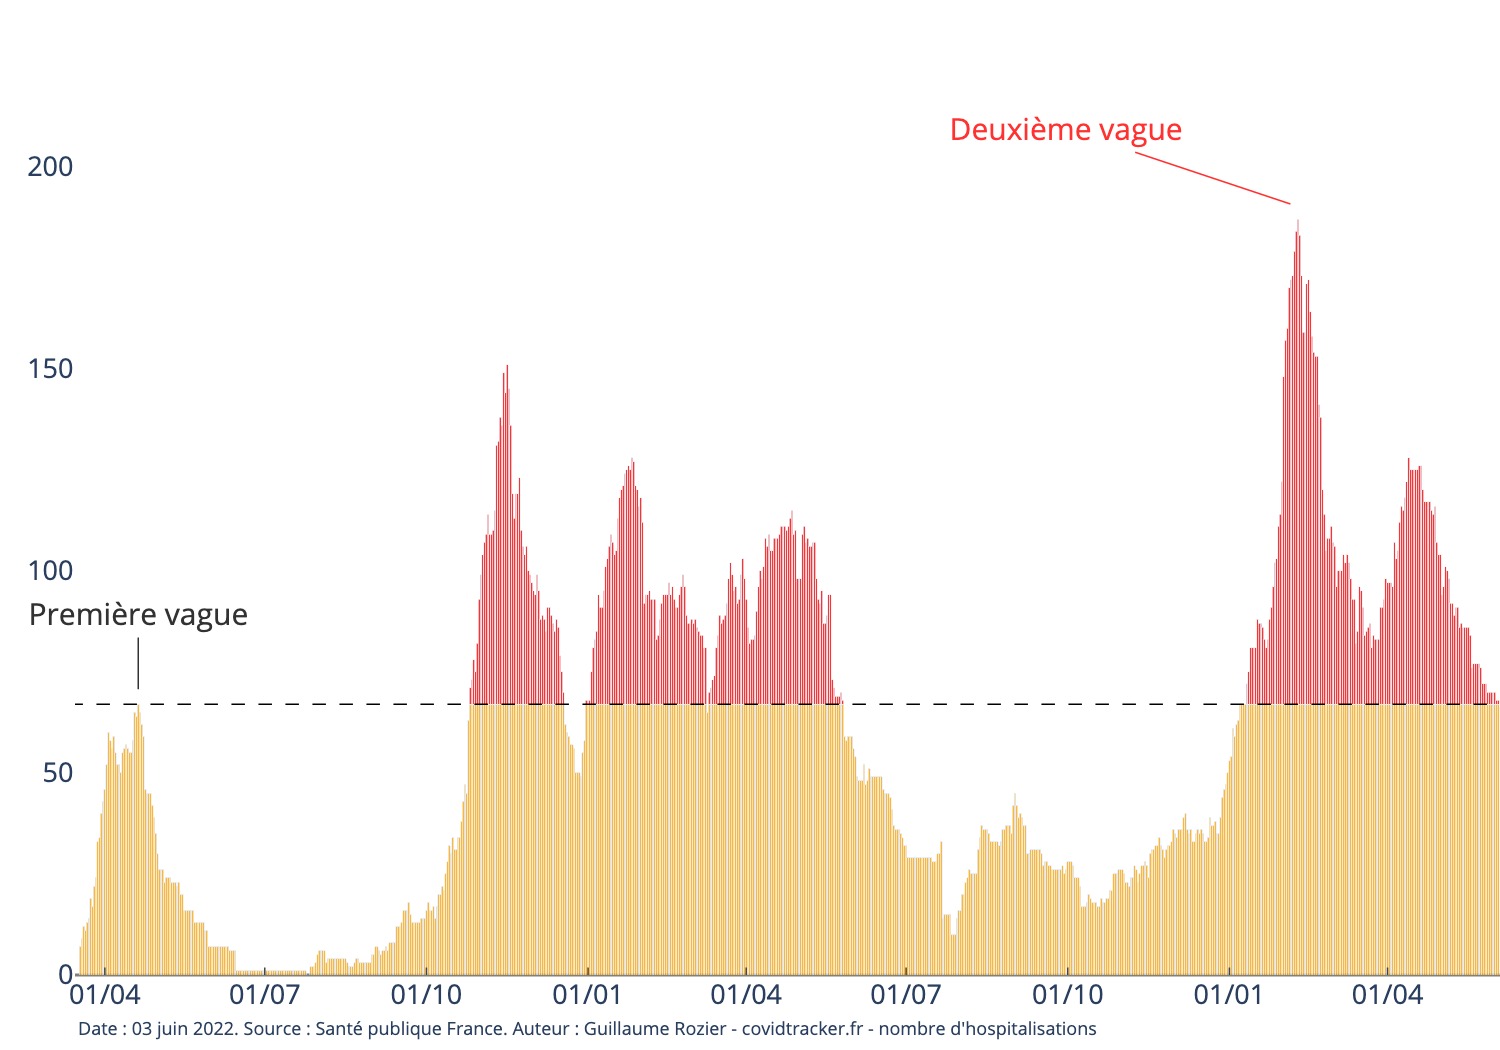 Deuxième vague
200
150
100
Première vague
50
0
01/04 01/07 01/10 01/01 01/04 01/07 01/10 01/01 01/04
Date : 03 juin 2022. Source : Santé publique France. Auteur : Guillaume Rozier - covidtracker.fr - nombre d'hospitalisations